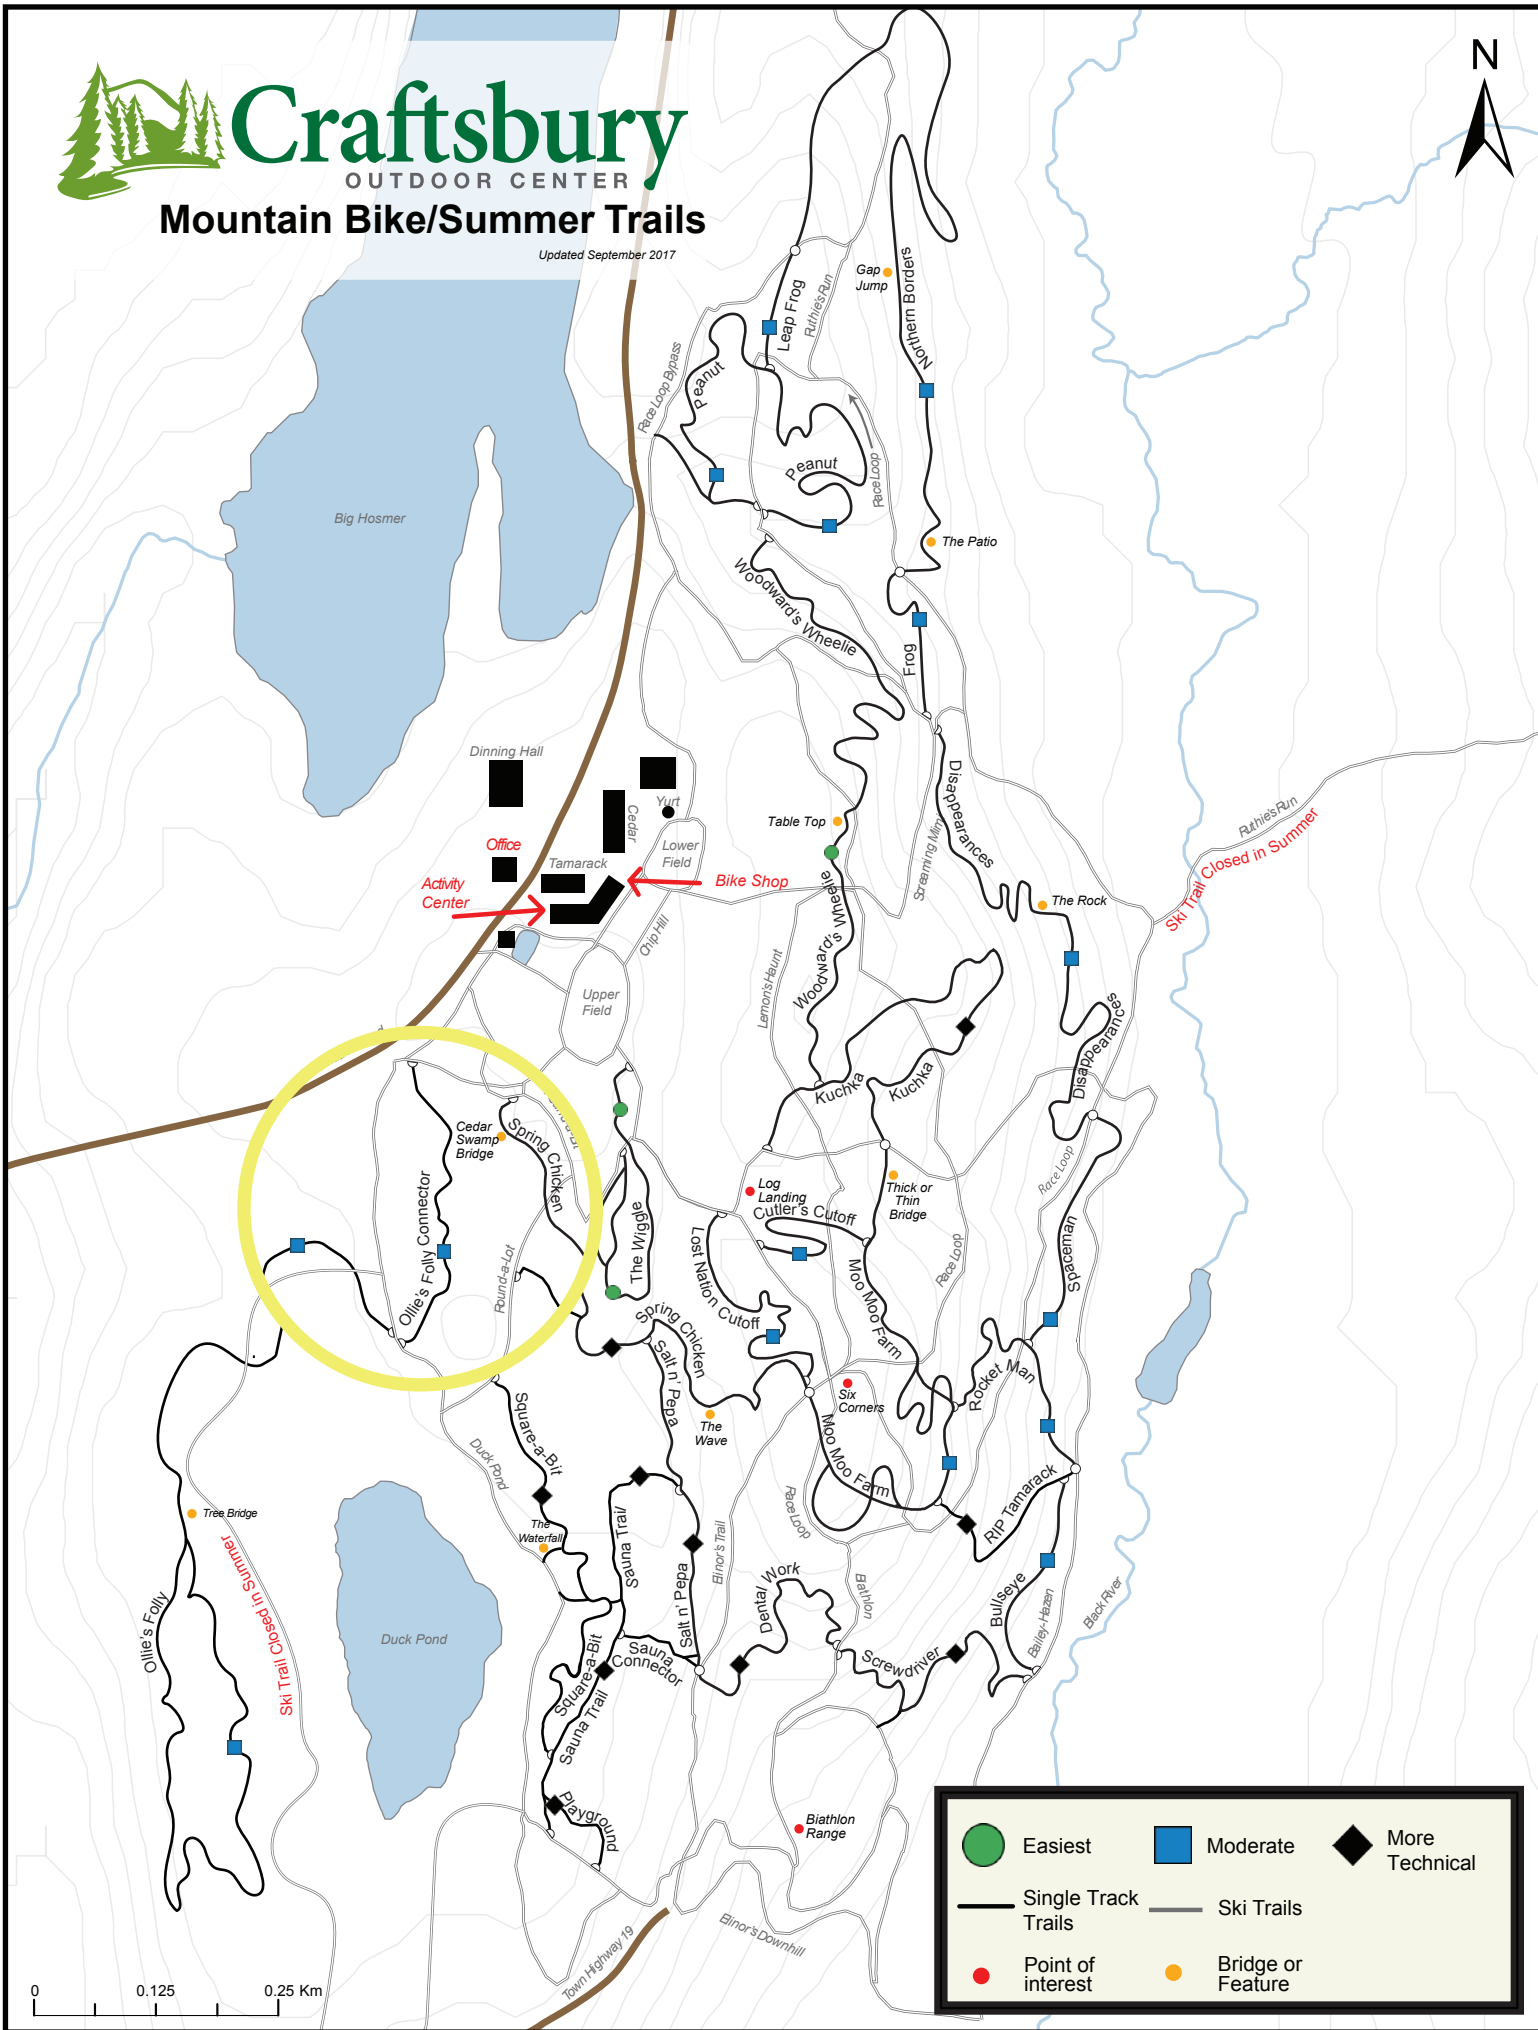 N
Craftsbury
OUTDOOR CENTER
Mountain Bike/Summer Trails
Updated September 2017
Gap
Jump
Northern Borders
Leap Frog
Ruthie's Run
Race Loop Bypass
Peanut
Peanut
Race Loop
Big Hosmer
The Patio
Woodward's Wheelie
Frog
Dinning Hall
Yurt
Cedar
Disappearances
Table Top
Screaming Mimi
Ruthie's Run
Ski Trail Closed in Summer
Office
Lower
Field
Tamarack
Activity
Center
Bike Shop
The Rock
Woodward's Wheelie
Chip Hill
Lemon's Haunt
Upper
Field
Disappearances
Kuchka
Kuchka
Cedar
Swamp
Bridge
Spring Chicken
Ollie's Folly Connector
Race Loop
Log
Landing
Thick or
Thin
Bridge
Cutler's Cutoff
The Wiggle
Lost Nation Cutoff
Round-a-Lot
Race Loop
Spaceman
Moo Moo Farm
Spring Chicken
Salt n' Pepa
Rocket Man
Six
Corners
The
Wave
Square-a-Bit
Duck Pond
Moo Moo Farm
Tree Bridge
The
Waterfall
Race Loop
RIP Tamarack
Sauna Trail
Elinor's Trail
Ski Trail Closed in Summer
Ollie's Folly
Dental Work
Biathlon
Bullseye
Black River
Salt n' Pepa
Duck Pond
Sauna
Connector
Square-a-Bit
Screwdriver
Bailey-Hazen
Sauna Trail
Playground
Biathlon
Range
Elinor's Downhill
Town Highway 19
Easiest
Moderate
More
Technical
Single Track
Trails
Ski Trails
Point of
interest
Bridge or
Feature
0
0.125
0.25 Km